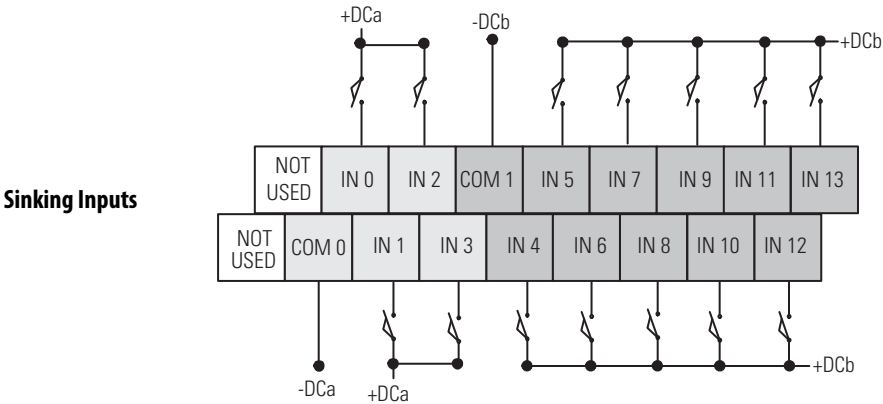 +DCa
-DCb
+DCb
NOT USED
IN 0
IN 2
COM 1
IN 5
IN 7
IN 9
IN 11
IN 13
Sinking Inputs
NOT USED
COM 0
IN 1
IN 3
IN 4
IN 6
IN 8
IN 10
IN 12
-DCa
+DCa
+DCb